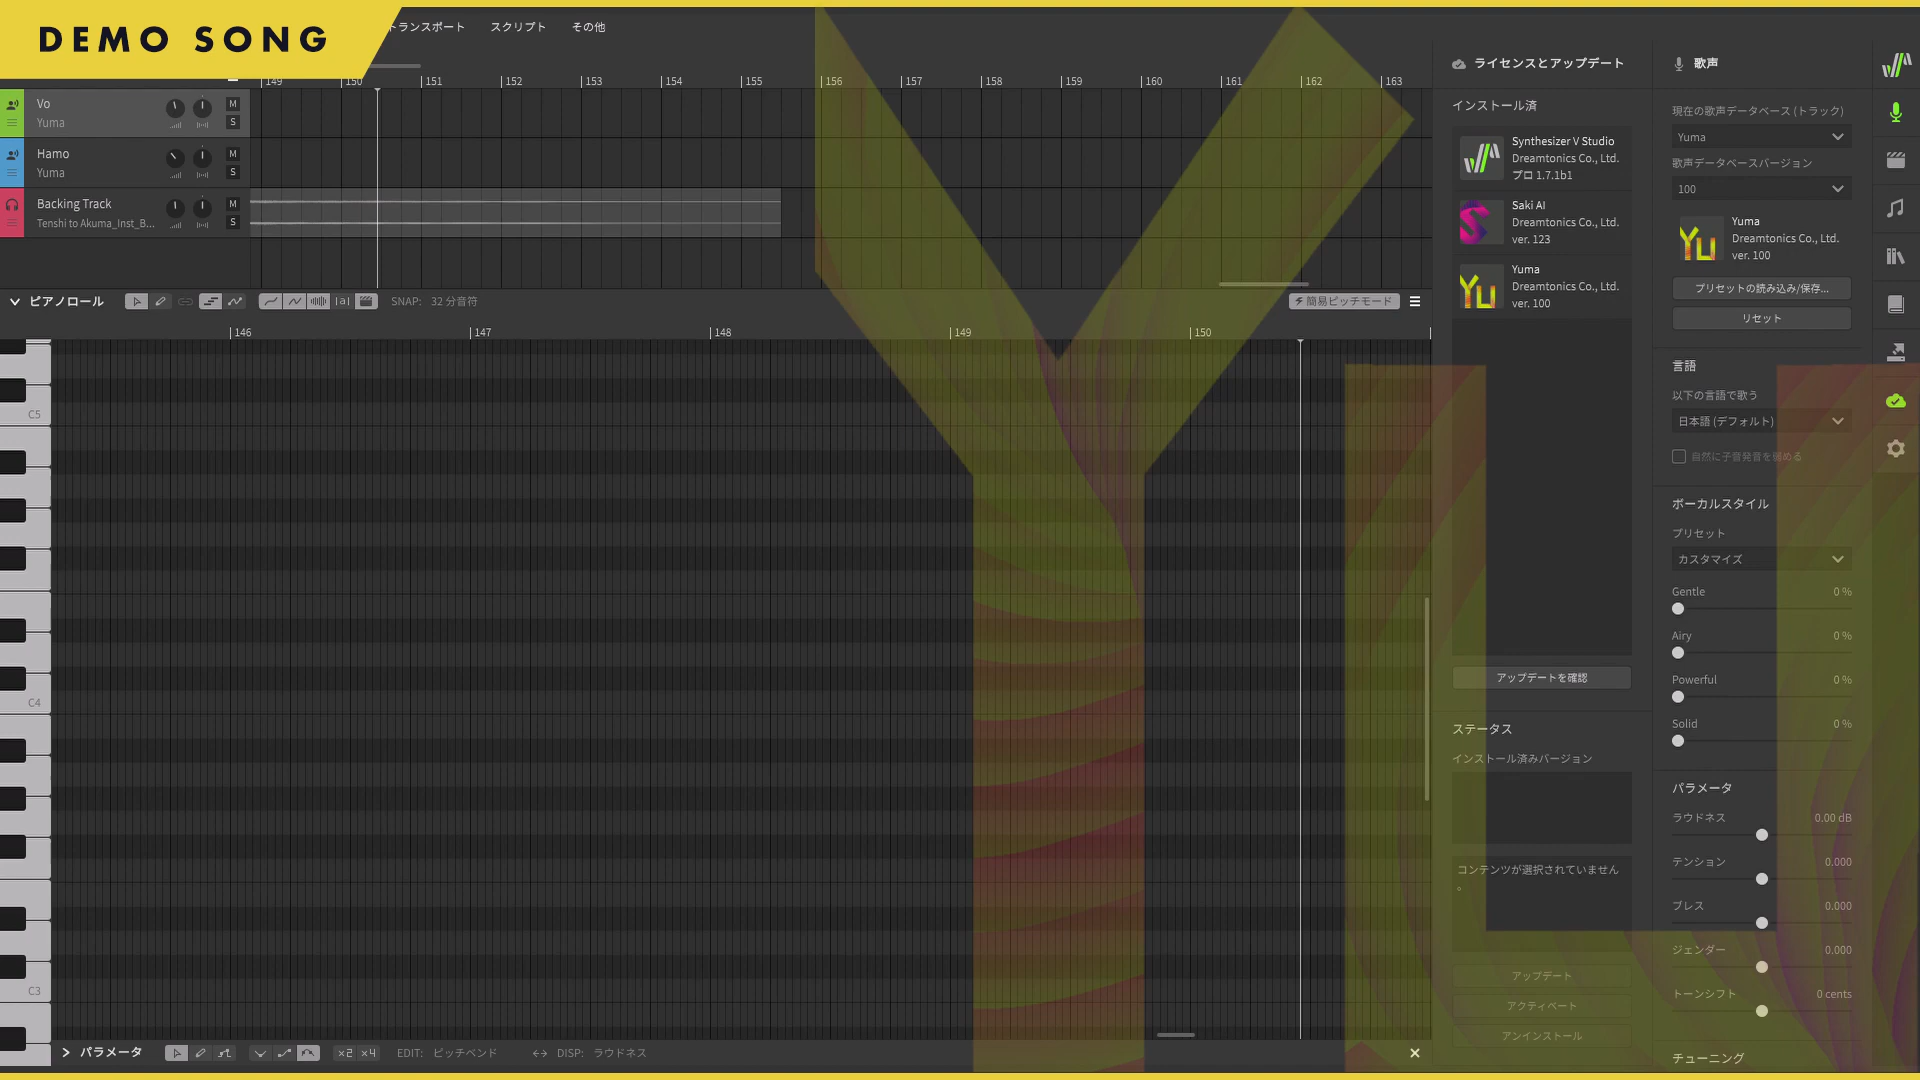 DEMO SONG
トランスポート スクリプト その他
149 150 151 152 153 154 155 156 157 158 159 160 161 162 163
Vo M
Yuma S
Hamo M
Yuma S
Backing Track M
Tenshi to Akuma_Inst_B... S
ピアノロール SNAP: 32 分音符 簡易ピッチモード
146 147 148 149 150
C5
C4
C3
パラメータ x2 x4 EDIT: ピッチベンド DISP: ラウドネス
ライセンスとアップデート
インストール済
Synthesizer V Studio
Dreamtonics Co., Ltd.
プロ 1.7.1b1
Saki AI
Dreamtonics Co., Ltd.
ver. 123
Yu
Yuma
Dreamtonics Co., Ltd.
ver. 100
アップデートを確認
ステータス
インストール済みバージョン
コンテンツが選択されていません
。
アップデート
アクティベート
アンインストール
歌声
現在の歌声データベース (トラック)
Yuma
歌声データベースバージョン
100
Yu
Yuma
Dreamtonics Co., Ltd.
ver. 100
プリセットの読み込み/保存...
リセット
言語
以下の言語で歌う
日本語 (デフォルト)
自然に子音発音を弱める
ボーカルスタイル
プリセット
カスタマイズ
Gentle 0 %
Airy 0 %
Powerful 0 %
Solid 0 %
パラメータ
ラウドネス 0.00 dB
テンション 0.000
ブレス 0.000
ジェンダー 0.000
トーンシフト 0 cents
チューニング
YU